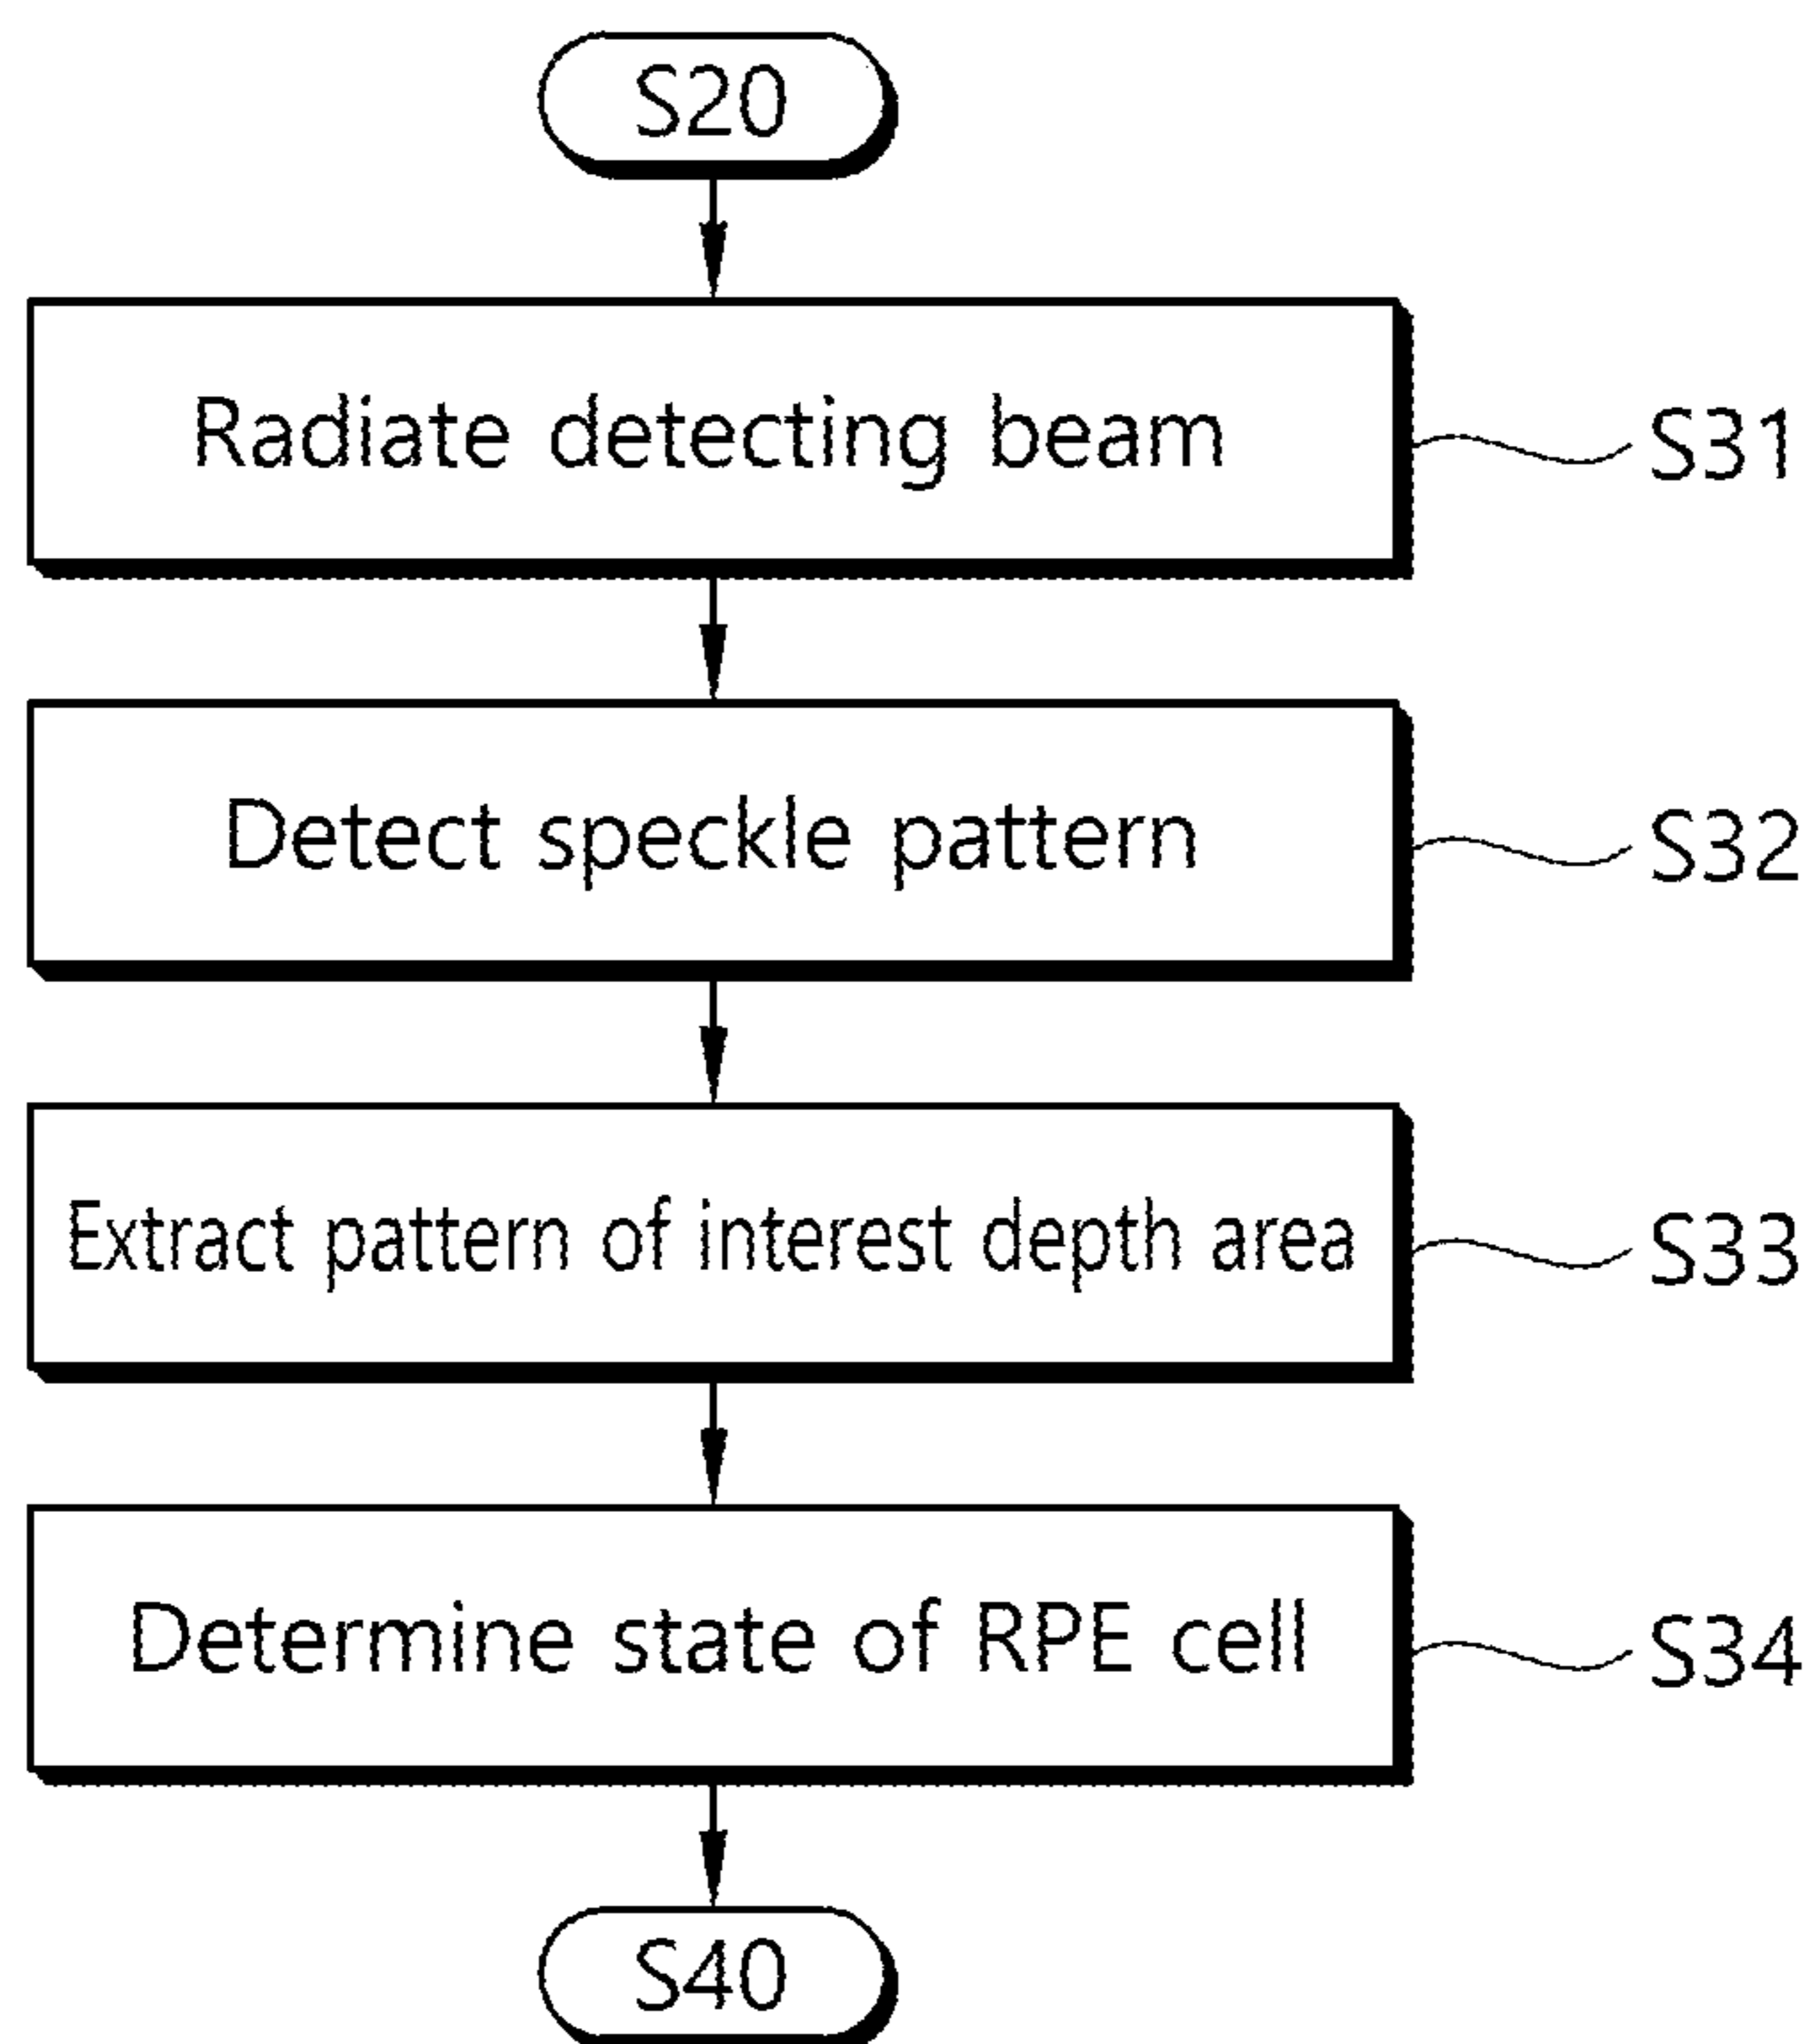 S20
Radiate detecting beam
S31
Detect speckle pattern
S32
Extract pattern of interest depth area
S33
Determine state of RPE cell
S34
S40